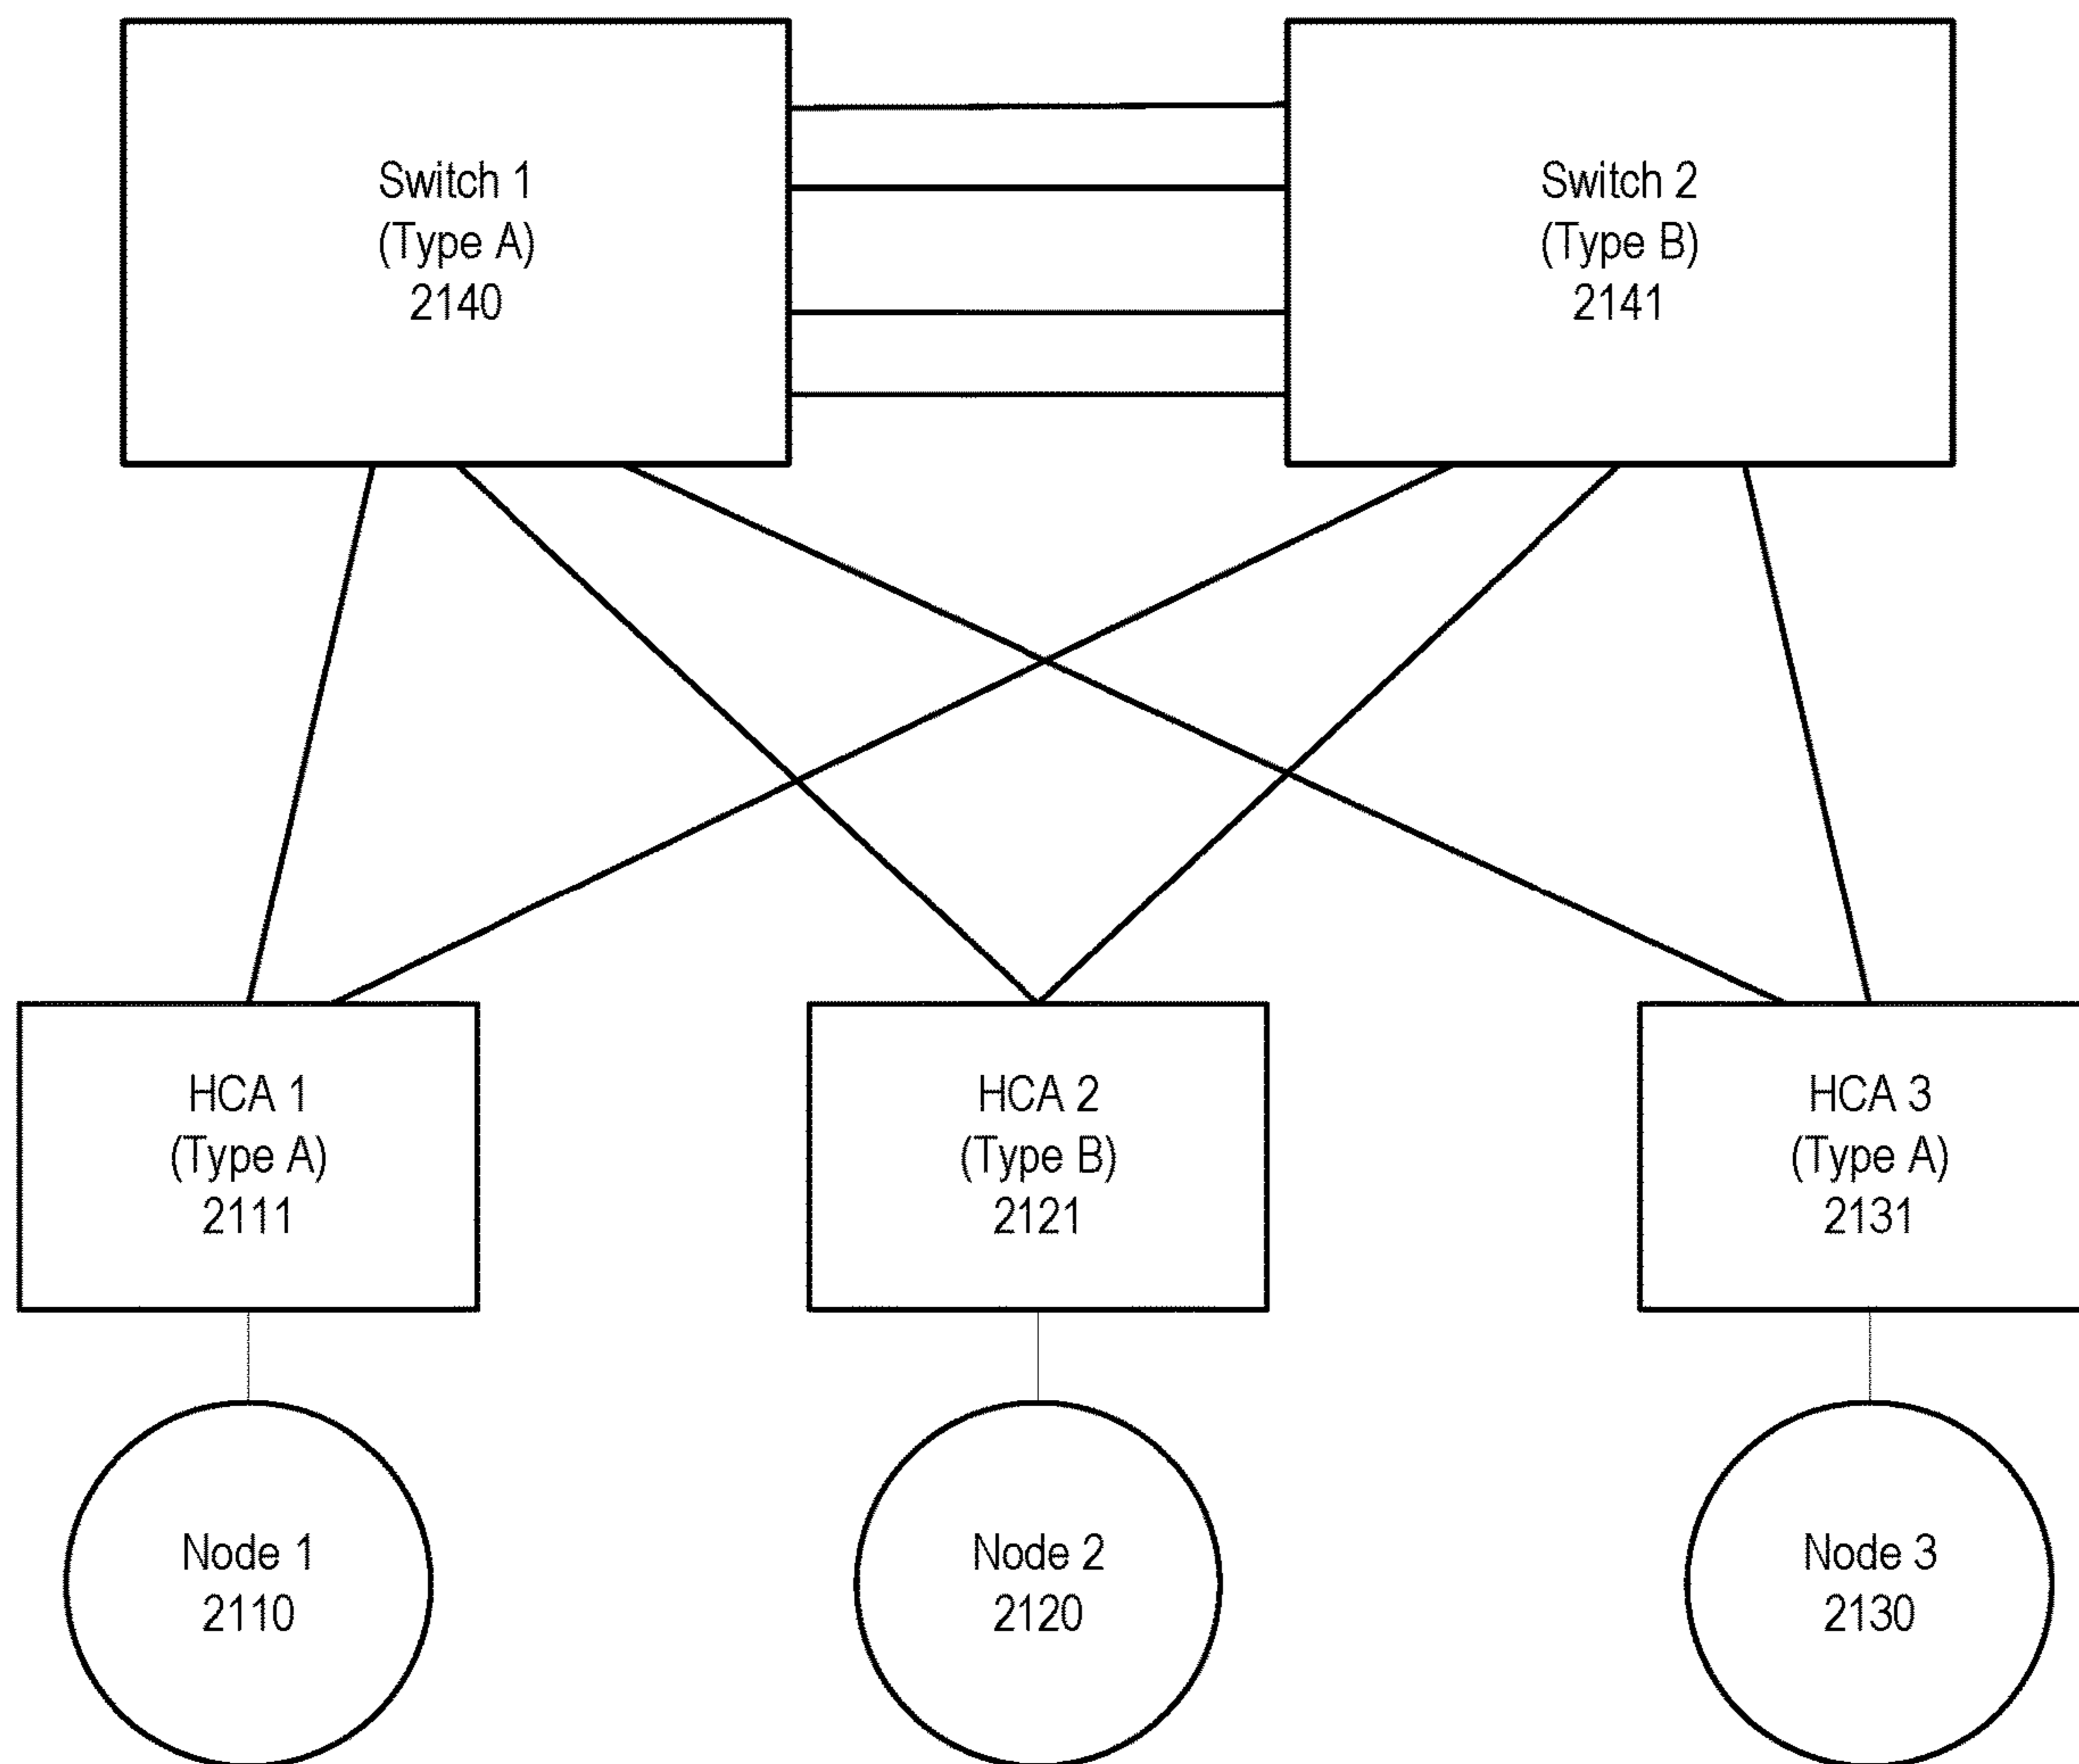 Switch 1
(Type A)
2140
Switch 2
(Type B)
2141
HCA 1
(Type A)
2111
HCA 2
(Type B)
2121
HCA 3
(Type A)
2131
Node 1
2110
Node 2
2120
Node 3
2130